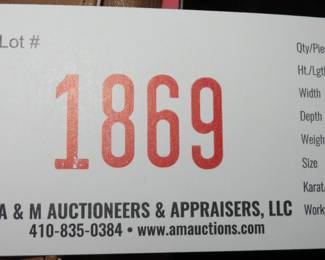 Lot #
1869
A & M AUCTIONEERS & APPRAISERS, LLC
410-835-0384 • www.amauctions.com
Qty/Pie
Ht./Lgt
Width
Depth
Weigh
Size
Karat
Work